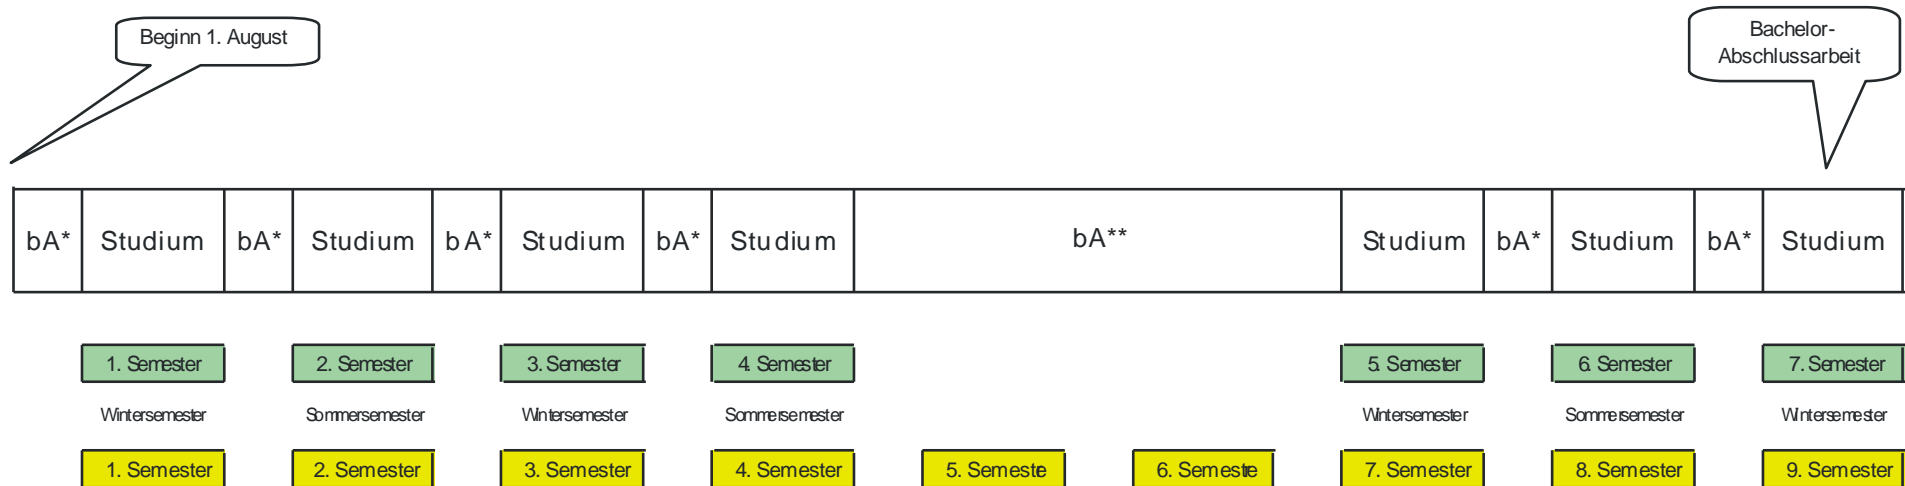 Beginn 1. August
Bachelor-
Abschlussarbeit
bA* Studium bA* Studium bA* Studium bA* Studium bA** Studium bA* Studium bA* Studium
1. Semester 2. Semester 3. Semester 4. Semester 5. Semester 6. Semester 7. Semester
Wintersemester Sommersemester Wintersemester Sommersemester Wintersemester Sommersemester Wintersemester
1. Semester 2. Semester 3. Semester 4. Semester 5. Semestre 6. Semestre 7. Semester 8. Semester 9. Semester